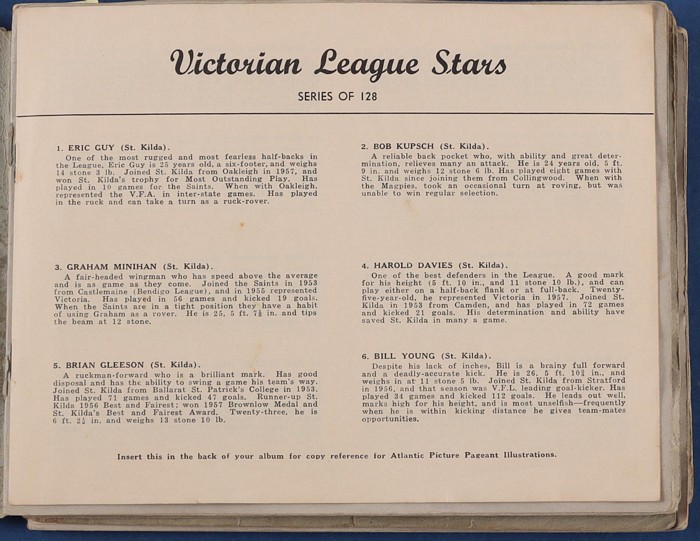 Victorian League Stars
SERIES OF 128
1. ERIC GUY (St. Kilda).
One of the most rugged and most fearless half-backs in
the League, Eric Guy is 25 years old, a six-footer, and weighs
14 stone 3 lb. Joined St. Kilda from Oakleigh in 1957, and
won St. Kilda's trophy for Most Outstanding Play. Has
played in 10 games for the Saints. When with Oakleigh,
represented the V.F.A. in inter-state games. Has played
in the ruck and can take a turn as a ruck-rover.
2. BOB KUPSCH (St. Kilda).
A reliable back pocket who, with ability and great deter-
mination, relieves many an attack. He is 24 years old, 5 ft.
9 in. and weighs 12 stone 6 lb. Has played eight games with
St. Kilda since joining them from Collingwood. When with
the Magpies, took an occasional turn at roving, but was
unable to win regular selection.
3. GRAHAM MINIHAN (St. Kilda).
A fair-headed wingman who has speed above the average
and is as game as they come. Joined the Saints in 1953
from Castlemaine (Bendigo League), and in 1955 represented
Victoria. Has played in 56 games and kicked 19 goals.
When the Saints are in a tight position they have a habit
of using Graham as a rover. He is 25, 5 ft. 7½ in. and tips
the beam at 12 stone.
4. HAROLD DAVIES (St. Kilda).
One of the best defenders in the League. A good mark
for his height (5 ft. 10 in., and 11 stone 10 lb.), and can
play either on a half-back flank or at full-back. Twenty-
five-year-old, he represented Victoria in 1957. Joined St.
Kilda in 1953 from Camden, and has played in 72 games
and kicked 21 goals. His determination and ability have
saved St. Kilda in many a game.
5. BRIAN GLEESON (St. Kilda).
A ruckman-forward who is a brilliant mark. Has good
disposal and has the ability to swing a game his team's way.
Joined St. Kilda from Ballarat St. Patrick's College in 1953.
Has played 71 games and kicked 47 goals. Runner-up St.
Kilda 1956 Best and Fairest; won 1957 Brownlow Medal and
St. Kilda's Best and Fairest Award. Twenty-three, he is
6 ft. 2½ in. and weighs 13 stone 10 lb.
6. BILL YOUNG (St. Kilda).
Despite his lack of inches, Bill is a brainy full forward
and a deadly-accurate kick. He is 26, 5 ft. 10¾ in., and
weighs in at 11 stone 5 lb. Joined St. Kilda from Stratford
in 1956, and that season was V.F.L. leading goal-kicker. Has
played 34 games and kicked 112 goals. He leads out well,
marks high for his height, and is most unselfish—frequently
when he is within kicking distance he gives team-mates
opportunities.
Insert this in the back of your album for copy reference for Atlantic Picture Pageant Illustrations.